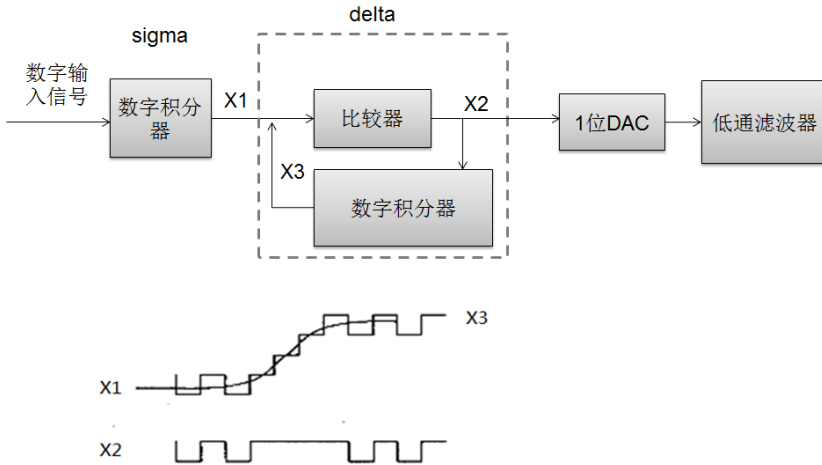 delta
sigma
数字输
入信号
数字积分
器
X1
比较器
X2
1位DAC
低通滤波器
X3
数字积分器
X3
X1
X2